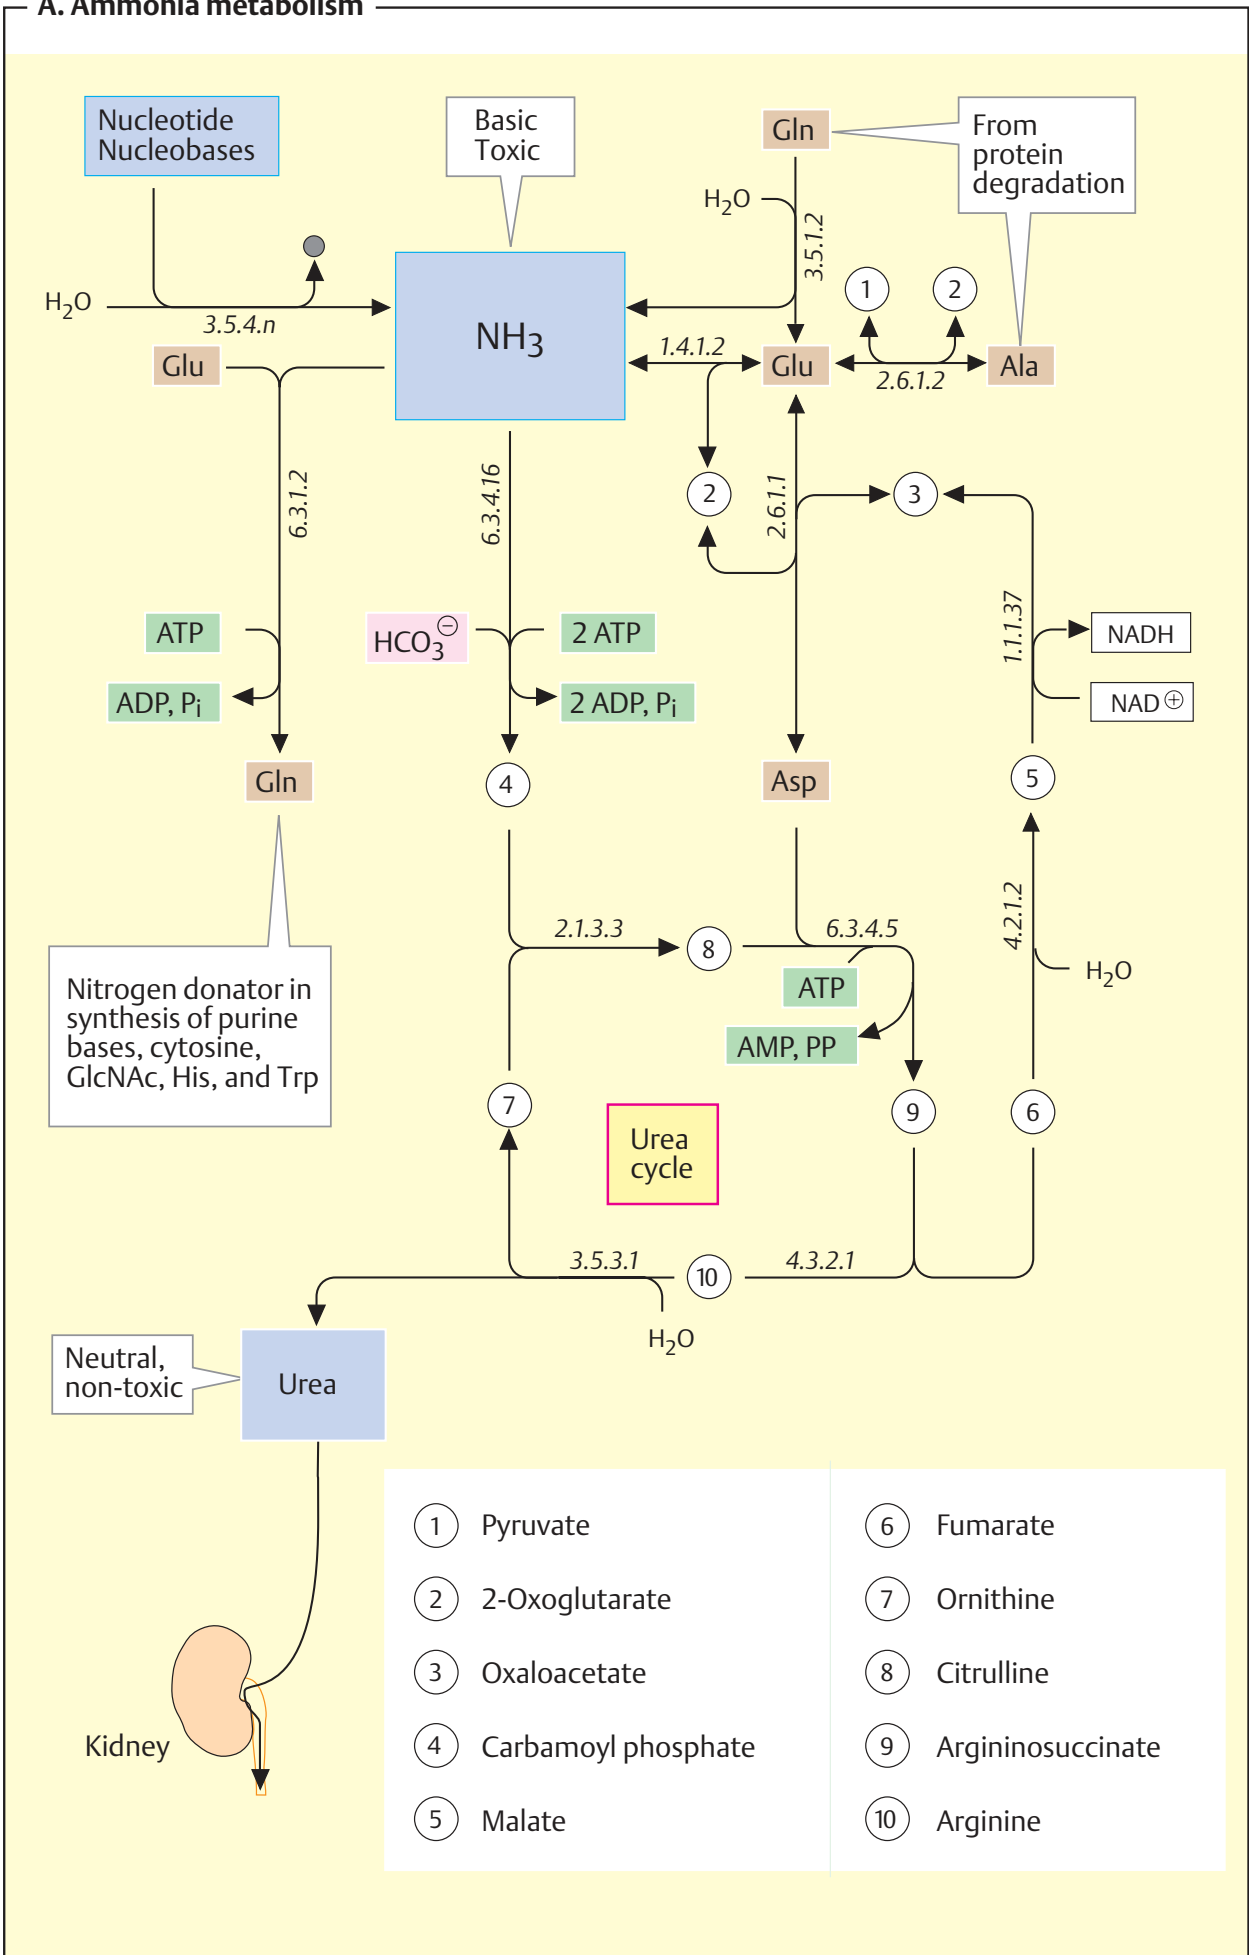 A. Ammonia metabolism
Nucleotide
Nucleobases
Basic
Toxic
Gln
From
protein
degradation
H2O
3.5.1.2
H2O
3.5.4.n
NH3
1
2
Glu
1.4.1.2
Glu
2.6.1.2
Ala
6.3.1.2
6.3.4.16
2
2.6.1.1
3
1.1.1.37
ATP
HCO3⊖
2 ATP
NADH
ADP, Pi
2 ADP, Pi
NAD⊕
Gln
4
Asp
5
2.1.3.3
8
6.3.4.5
4.2.1.2
H2O
ATP
AMP, PP
Nitrogen donator in
synthesis of purine
bases, cytosine,
GlcNAc, His, and Trp
7
Urea
cycle
9
6
3.5.3.1
10
4.3.2.1
H2O
Neutral,
non-toxic
Urea
Kidney
1 Pyruvate
2 2-Oxoglutarate
3 Oxaloacetate
4 Carbamoyl phosphate
5 Malate
6 Fumarate
7 Ornithine
8 Citrulline
9 Argininosuccinate
10 Arginine